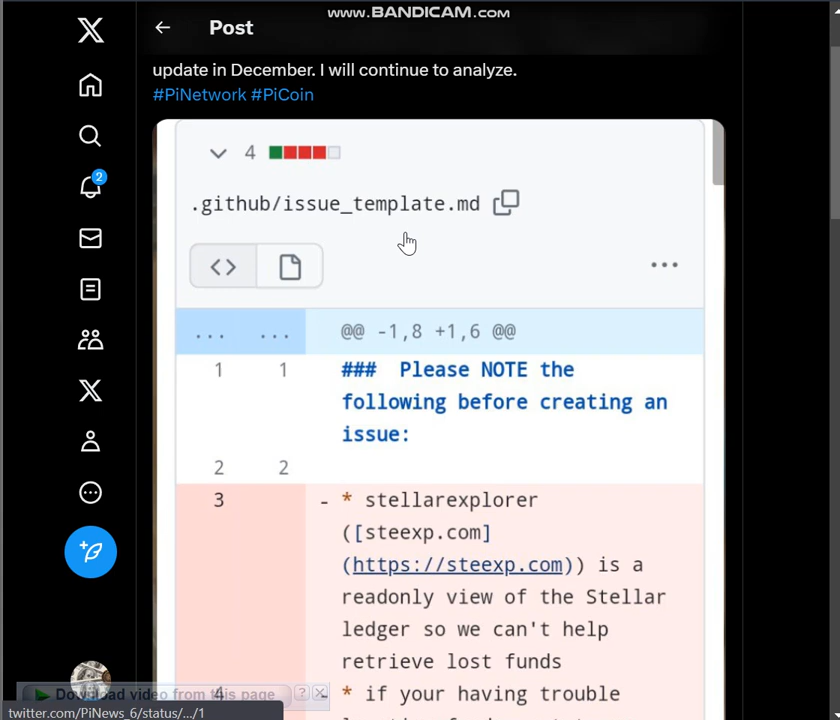 www.BANDICAM.com
Post
update in December. I will continue to analyze.
#PiNetwork #PiCoin
4
.github/issue_template.md
2
...
... ... @@ -1,8 +1,6 @@
1 1 ### Please NOTE the
following before creating an
issue:
2 2
3 - * stellarexplorer
([steexp.com]
(https://steexp.com)) is a
readonly view of the Stellar
ledger so we can't help
retrieve lost funds
4 * if your having trouble
Download video from this page
twitter.com/PiNews_6/status/.../1